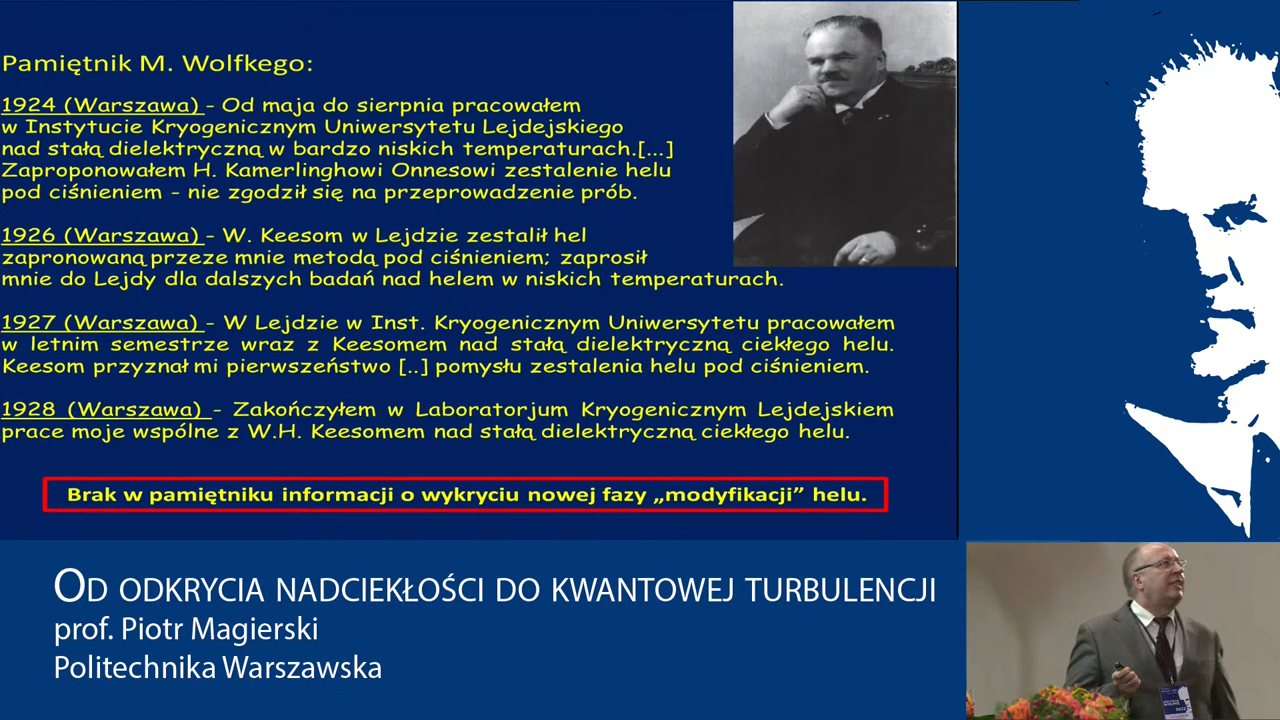 Pamiętnik M. Wolfkego:
1924 (Warszawa) - Od maja do sierpnia pracowałem
w Instytucie Kryogenicznym Uniwersytetu Lejdejskiego
nad stałą dielektryczną w bardzo niskich temperaturach.[...]
Zaproponowałem H. Kamerlinghowi Onnesowi zestalenie helu
pod ciśnieniem - nie zgodził się na przeprowadzenie prób.
1926 (Warszawa) - W. Keesom w Lejdzie zestalił hel
zapronowaną przeze mnie metodą pod ciśnieniem; zaprosił
mnie do Lejdy dla dalszych badań nad helem w niskich temperaturach.
1927 (Warszawa) - W Lejdzie w Inst. Kryogenicznym Uniwersytetu pracowałem
w letnim semestrze wraz z Keesomem nad stałą dielektryczną ciekłego helu.
Keesom przyznał mi pierwszeństwo [..] pomysłu zestalenia helu pod ciśnieniem.
1928 (Warszawa) - Zakończyłem w Laboratorjum Kryogenicznym Lejdejskiem
prace moje wspólne z W.H. Keesomem nad stałą dielektryczną ciekłego helu.
Brak w pamiętniku informacji o wykryciu nowej fazy „modyfikacji” helu.
OD ODKRYCIA NADCIEKŁOŚCI DO KWANTOWEJ TURBULENCJI
prof. Piotr Magierski
Politechnika Warszawska